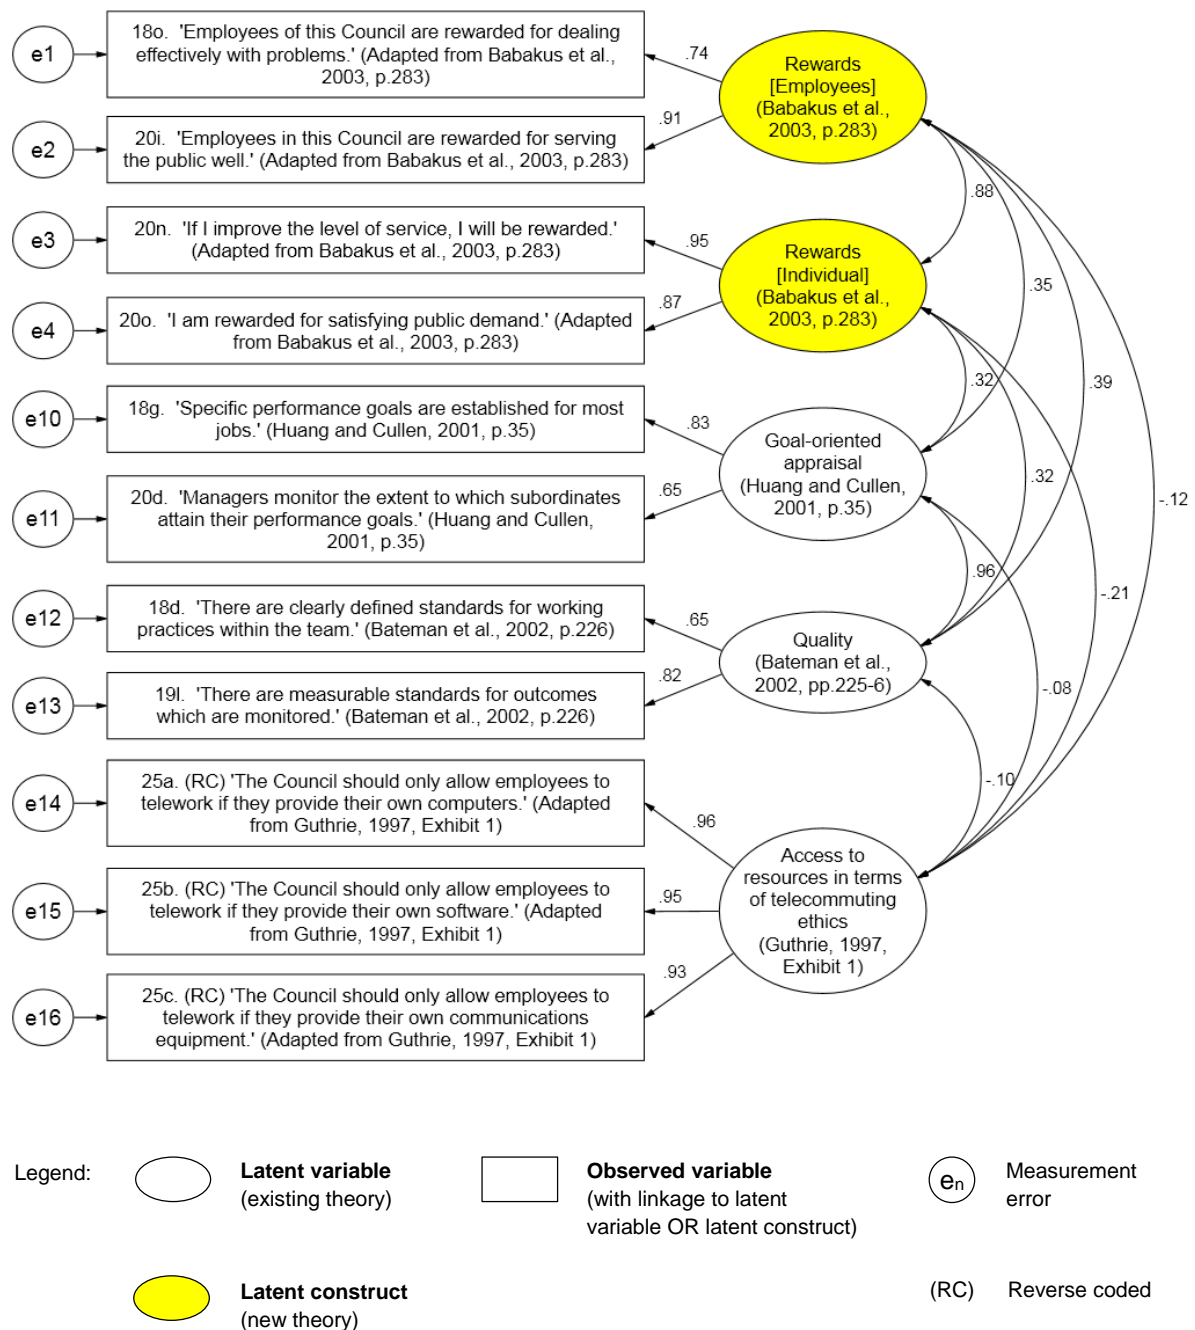 e1
18o. 'Employees of this Council are rewarded for dealing
effectively with problems.' (Adapted from Babakus et al.,
2003, p.283)
.74
Rewards
[Employees]
(Babakus et al.,
2003, p.283)
e2
20i. 'Employees in this Council are rewarded for serving
the public well.' (Adapted from Babakus et al., 2003, p.283)
.91
.88
e3
20n. 'If I improve the level of service, I will be rewarded.'
(Adapted from Babakus et al., 2003, p.283)
.95
Rewards
[Individual]
(Babakus et al.,
2003, p.283)
.35
e4
20o. 'I am rewarded for satisfying public demand.' (Adapted
from Babakus et al., 2003, p.283)
.87
.32
.39
e10
18g. 'Specific performance goals are established for most
jobs.' (Huang and Cullen, 2001, p.35)
.83
Goal-oriented
appraisal
(Huang and Cullen,
2001, p.35)
.32
-.12
e11
20d. 'Managers monitor the extent to which subordinates
attain their performance goals.' (Huang and Cullen,
2001, p.35)
.65
.96
-.21
e12
18d. 'There are clearly defined standards for working
practices within the team.' (Bateman et al., 2002, p.226)
.65
Quality
(Bateman et al.,
2002, pp.225-6)
e13
19l. 'There are measurable standards for outcomes
which are monitored.' (Bateman et al., 2002, p.226)
.82
-.08
-.10
e14
25a. (RC) 'The Council should only allow employees to
telework if they provide their own computers.' (Adapted
from Guthrie, 1997, Exhibit 1)
.96
Access to
resources in terms
of telecommuting
ethics
(Guthrie, 1997,
Exhibit 1)
e15
25b. (RC) 'The Council should only allow employees to
telework if they provide their own software.' (Adapted
from Guthrie, 1997, Exhibit 1)
.95
e16
25c. (RC) 'The Council should only allow employees to
telework if they provide their own communications
equipment.' (Adapted from Guthrie, 1997, Exhibit 1)
.93
Legend:
Latent variable
(existing theory)
Observed variable
(with linkage to latent
variable OR latent construct)
en
Measurement
error
Latent construct
(new theory)
(RC) Reverse coded